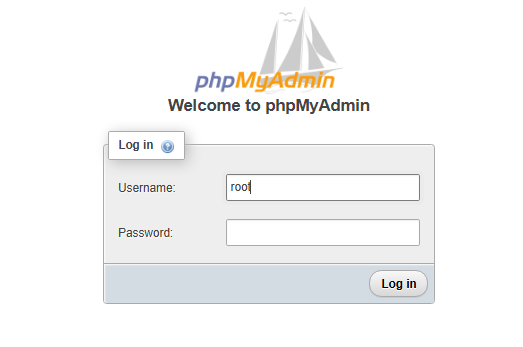 phpMyAdmin
Welcome to phpMyAdmin
Log in
Username:
root
Password:
Log in